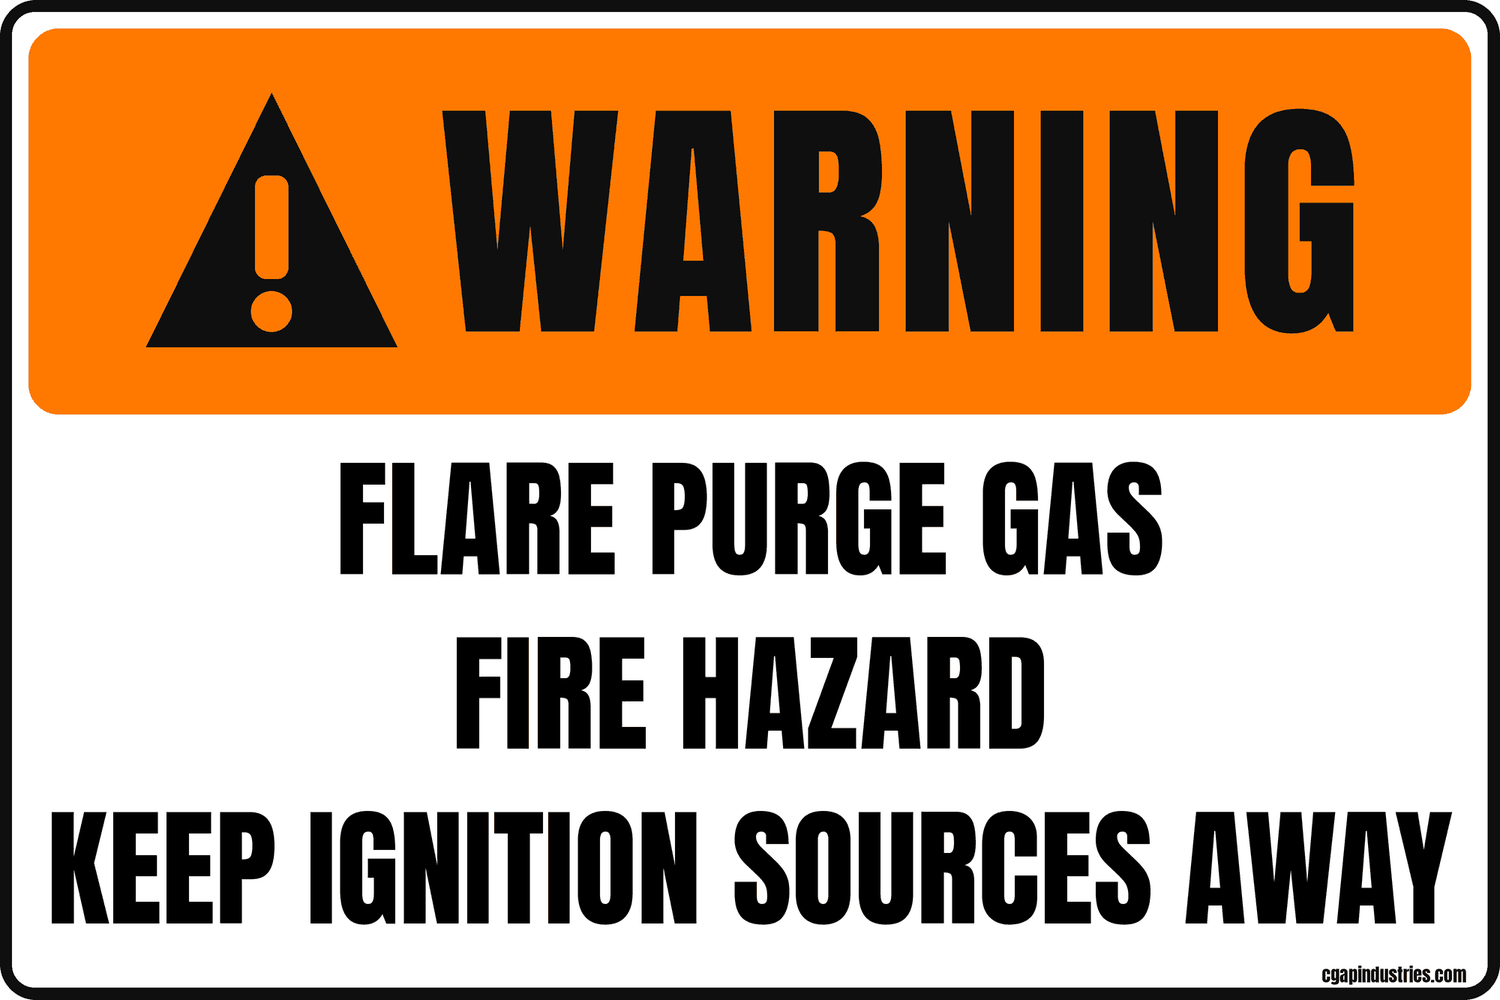 WARNING
FLARE PURGE GAS
FIRE HAZARD
KEEP IGNITION SOURCES AWAY
cgapindustries.com